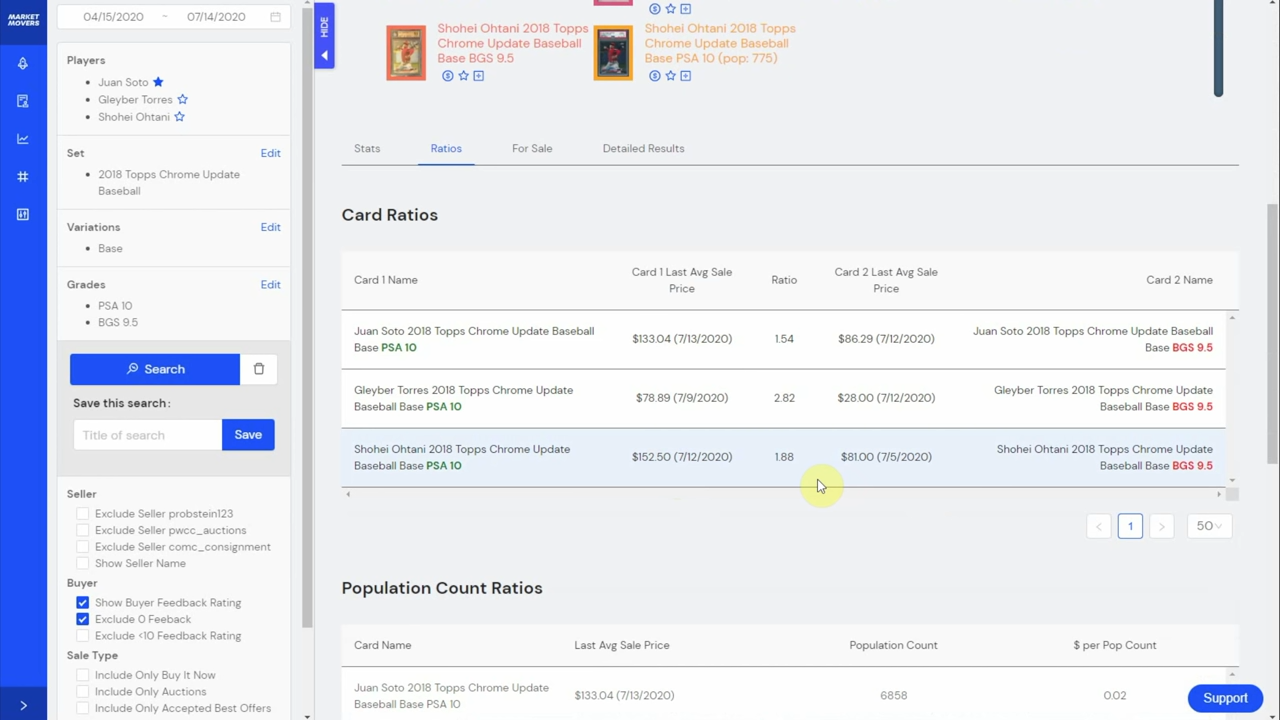 MARKET
MOVERS
04/15/2020 ~ 07/14/2020
Players
Juan Soto
Gleyber Torres
Shohei Ohtani
Set Edit
2018 Topps Chrome Update
Baseball
Variations Edit
Base
Grades Edit
PSA 10
BGS 9.5
Search
Save this search:
Title of search Save
Seller
Exclude Seller probstein123
Exclude Seller pwcc_auctions
Exclude Seller comc_consignment
Show Seller Name
Buyer
Show Buyer Feedback Rating
Exclude 0 Feeback
Exclude <10 Feedback Rating
Sale Type
Include Only Buy It Now
Include Only Auctions
Include Only Accepted Best Offers
HIDE
Shohei Ohtani 2018 Topps
Chrome Update Baseball
Base BGS 9.5
Shohei Ohtani 2018 Topps
Chrome Update Baseball
Base PSA 10 (pop: 775)
Stats Ratios For Sale Detailed Results
Card Ratios
Card 1 Name
Card 1 Last Avg Sale
Price
Ratio
Card 2 Last Avg Sale
Price
Card 2 Name
Juan Soto 2018 Topps Chrome Update Baseball
Base PSA 10
$133.04 (7/13/2020)
1.54
$86.29 (7/12/2020)
Juan Soto 2018 Topps Chrome Update Baseball
Base BGS 9.5
Gleyber Torres 2018 Topps Chrome Update
Baseball Base PSA 10
$78.89 (7/9/2020)
2.82
$28.00 (7/12/2020)
Gleyber Torres 2018 Topps Chrome Update
Baseball Base BGS 9.5
Shohei Ohtani 2018 Topps Chrome Update
Baseball Base PSA 10
$152.50 (7/12/2020)
1.88
$81.00 (7/5/2020)
Shohei Ohtani 2018 Topps Chrome Update
Baseball Base BGS 9.5
< 1 > 50
Population Count Ratios
Card Name Last Avg Sale Price Population Count $ per Pop Count
Juan Soto 2018 Topps Chrome Update
Baseball Base PSA 10
$133.04 (7/13/2020)
6858
0.02
Support